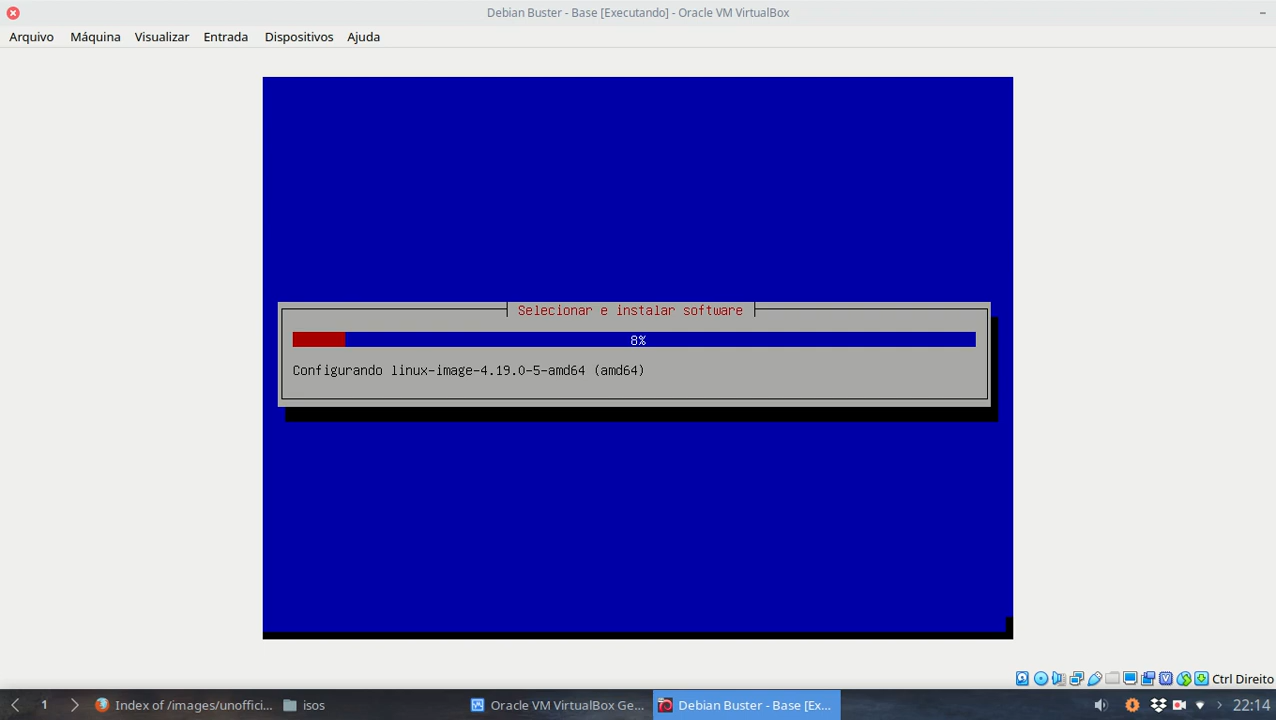 Debian Buster - Base [Executando] - Oracle VM VirtualBox
Arquivo Máquina Visualizar Entrada Dispositivos Ajuda
Selecionar e instalar software
8%
Configurando linux-image-4.19.0-5-amd64 (amd64)
Ctrl Direito
1 Index of /images/unoffici... isos Oracle VM VirtualBox Ge... Debian Buster - Base [Ex... 22:14